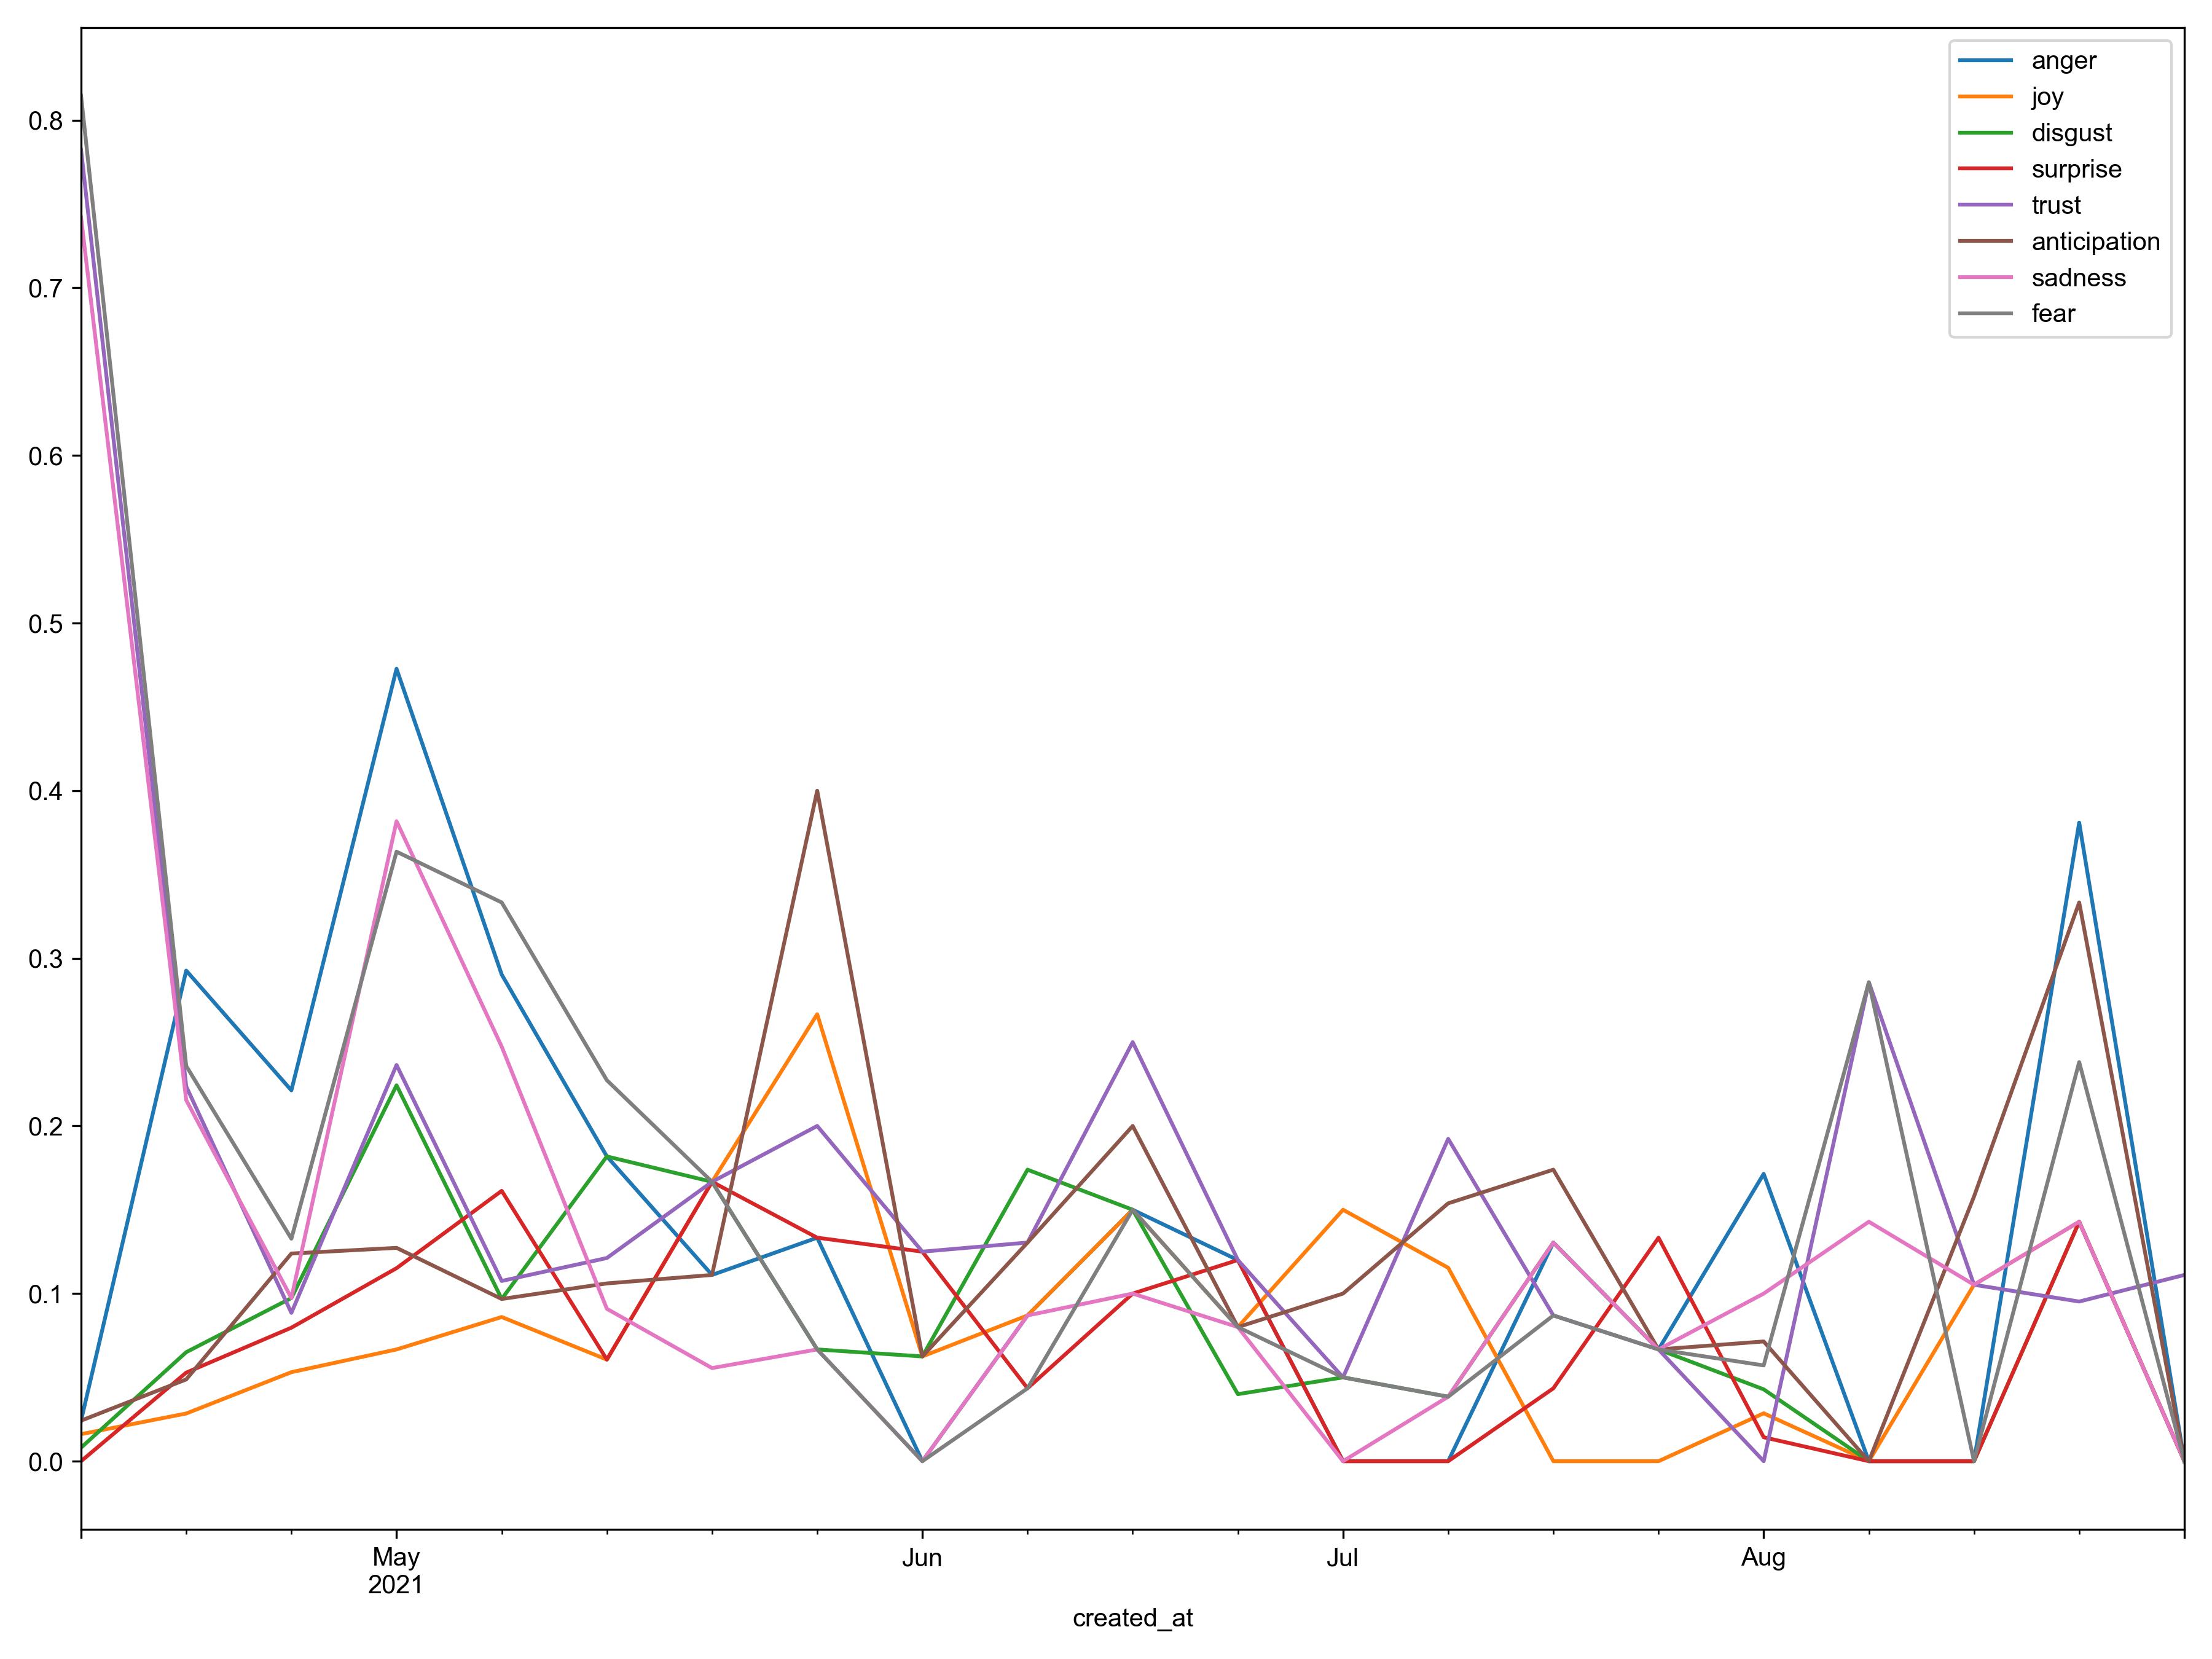 anger
joy
disgust
surprise
trust
anticipation
sadness
fear
0.8
0.7
0.6
0.5
0.4
0.3
0.2
0.1
0.0
May Jun Jul Aug
2021
created_at